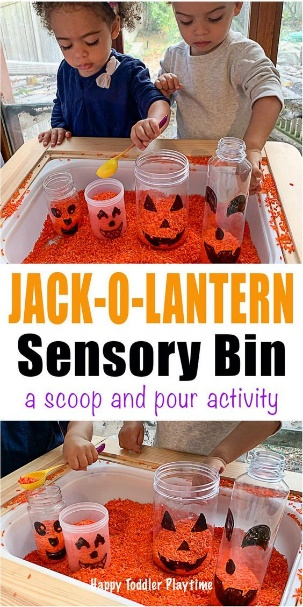 JACK-O-LANTERN
Sensory Bin
a scoop and pour activity
Happy Toddler Playtime